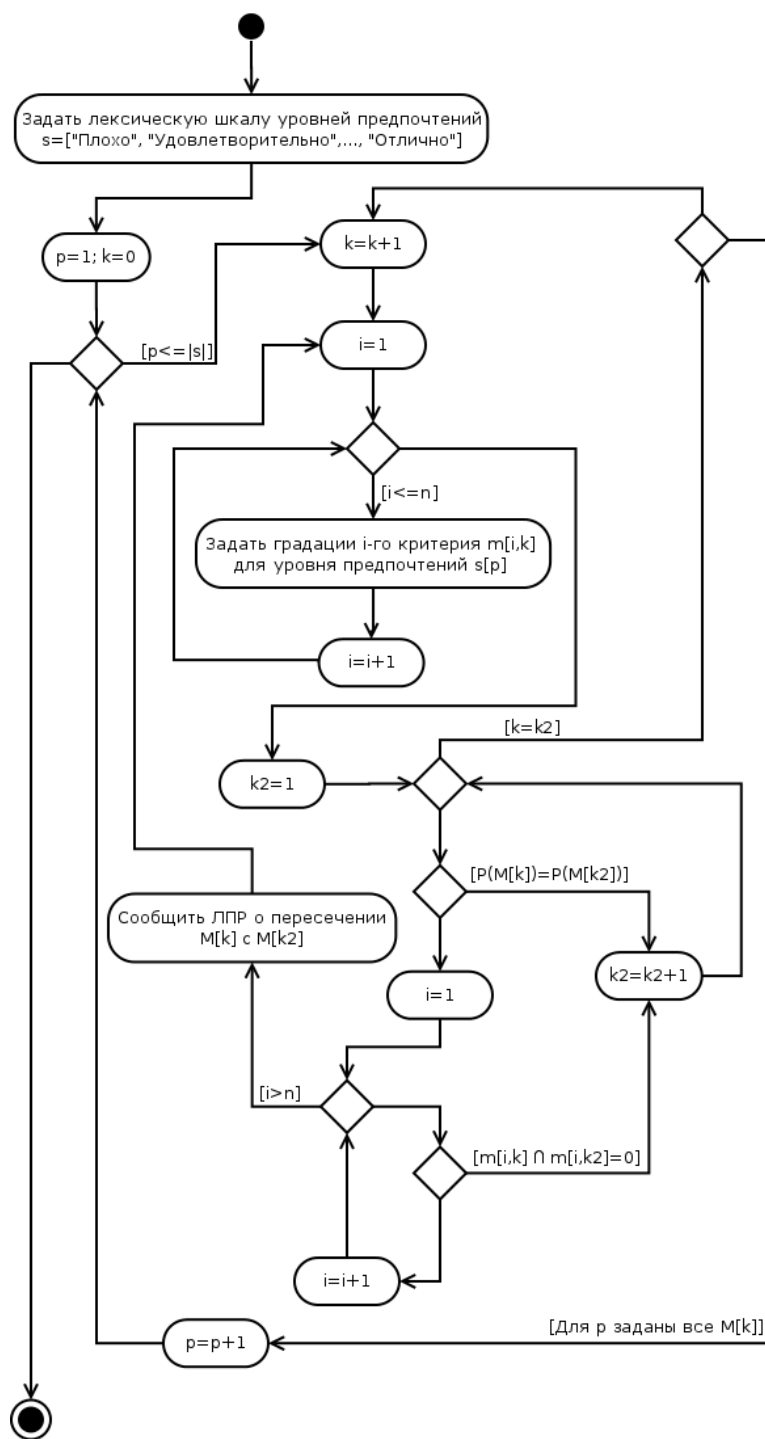 Задать лексическую шкалу уровней предпочтений
s=["Плохо", "Удовлетворительно",..., "Отлично"]
p=1; k=0
k=k+1
[p<=|s|]
i=1
[i<=n]
Задать градации i-го критерия m[i,k]
для уровня предпочтений s[p]
i=i+1
[k=k2]
k2=1
[P(M[k])=P(M[k2])]
Сообщить ЛПР о пересечении
M[k] с M[k2]
k2=k2+1
i=1
[i>n]
[m[i,k] ⋂ m[i,k2]=0]
i=i+1
[Для p заданы все M[k]]
p=p+1